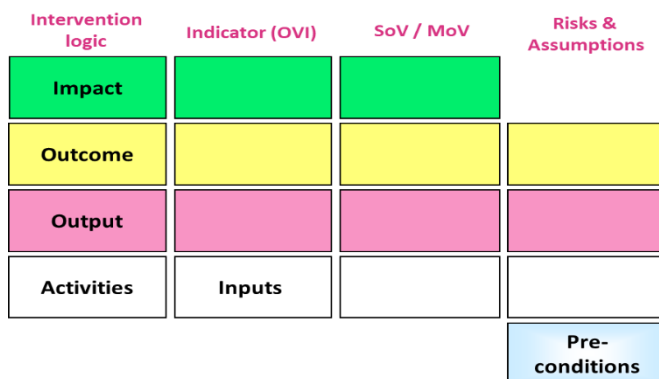 Intervention
logic
Indicator (OVI)
SoV / MoV
Risks &
Assumptions
Impact
Outcome
Output
Activities
Inputs
Pre-
conditions